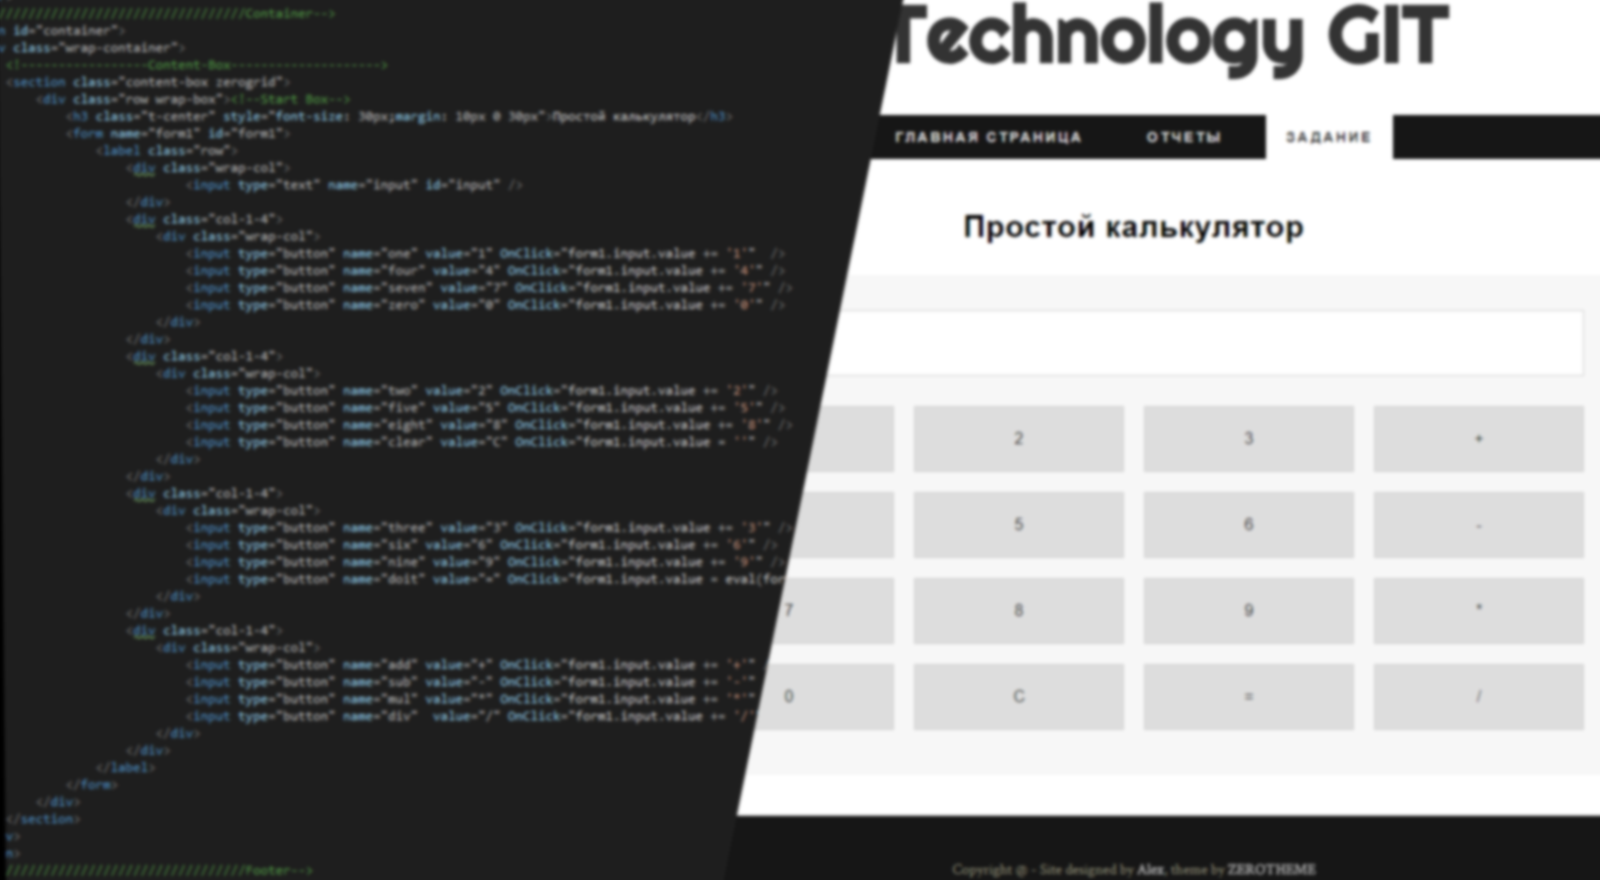 //////////////////////////////////Container-->
id="container">
class="wrap-container">
<!-----------------Content-Box-------------------->
<section class="content-box zerogrid">
<div class="row wrap-box"><!--Start Box-->
<h3 class="t-center" style="font-size: 30px;margin: 10px 0 30px">Простой калькулятор</h3>
<form name="form1" id="form1">
<label class="row">
<div class="wrap-col">
<input type="text" name="input" id="input" />
</div>
<div class="col-1-4">
<div class="wrap-col">
<input type="button" name="one" value="1" OnClick="form1.input.value += '1'" />
<input type="button" name="four" value="4" OnClick="form1.input.value += '4'" />
<input type="button" name="seven" value="7" OnClick="form1.input.value += '7'" />
<input type="button" name="zero" value="0" OnClick="form1.input.value += '0'" />
</div>
</div>
<div class="col-1-4">
<div class="wrap-col">
<input type="button" name="two" value="2" OnClick="form1.input.value += '2'" />
<input type="button" name="five" value="5" OnClick="form1.input.value += '5'" />
<input type="button" name="eight" value="8" OnClick="form1.input.value += '8'" />
<input type="button" name="clear" value="C" OnClick="form1.input.value = ''" />
</div>
</div>
<div class="col-1-4">
<div class="wrap-col">
<input type="button" name="three" value="3" OnClick="form1.input.value += '3'" />
<input type="button" name="six" value="6" OnClick="form1.input.value += '6'" />
<input type="button" name="nine" value="9" OnClick="form1.input.value += '9'" />
<input type="button" name="doit" value="=" OnClick="form1.input.value = eval(for
</div>
</div>
<div class="col-1-4">
<div class="wrap-col">
<input type="button" name="add" value="+" OnClick="form1.input.value += '+'"
<input type="button" name="sub" value="-" OnClick="form1.input.value += '-'"
<input type="button" name="mul" value="*" OnClick="form1.input.value += '*'"
<input type="button" name="div"  value="/" OnClick="form1.input.value += '/'
</div>
</div>
</label>
</form>
</div>
</section>
v>
n>
//////////////////////////////////Footer-->
Technology GIT
ГЛАВНАЯ СТРАНИЦА ОТЧЕТЫ ЗАДАНИЕ
Простой калькулятор
2 3 +
5 6 -
7 8 9 *
0 C = /
Copyright @ - Site designed by Alex, theme by ZEROTHEME